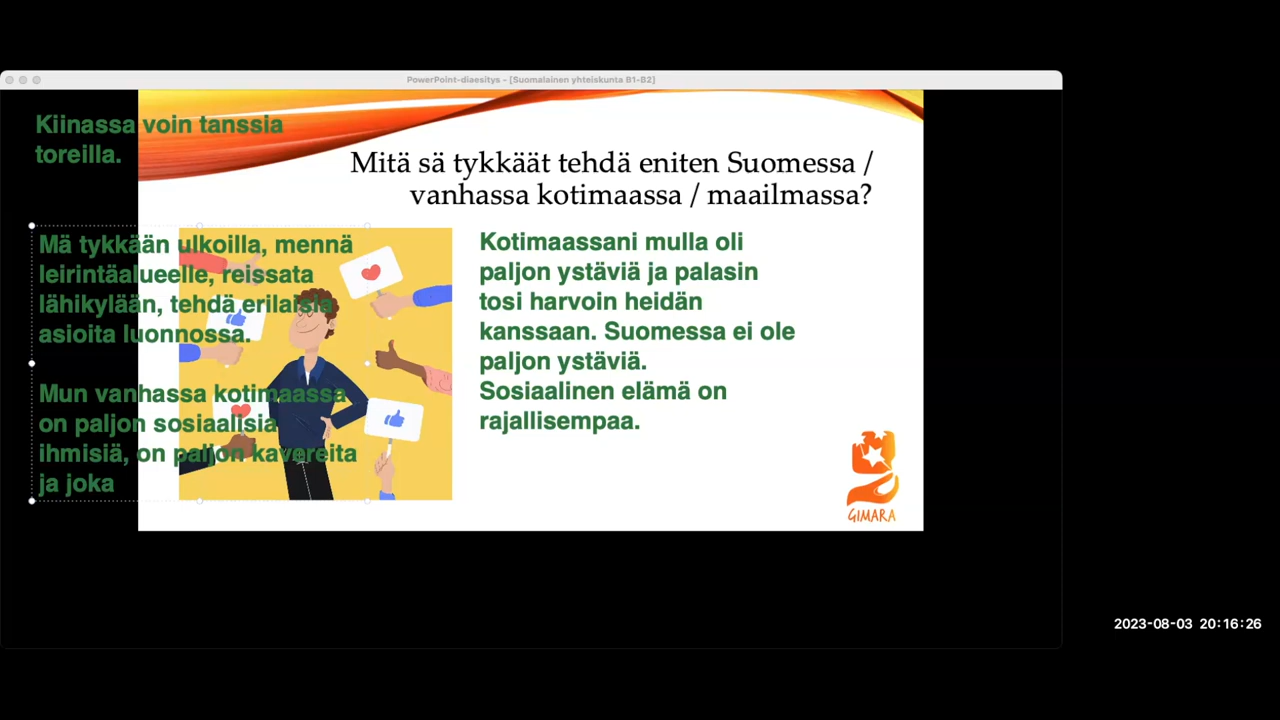 PowerPoint-diaesitys - [Suomalainen yhteiskunta B1-B2]
Kiinassa voin tanssia
toreilla.
Mitä sä tykkäät tehdä eniten Suomessa /
vanhassa kotimaassa / maailmassa?
Mä tykkään ulkoilla, mennä
leirintäalueelle, reissata
lähikylään, tehdä erilaisia
asioita luonnossa.
Mun vanhassa kotimaassa
on paljon sosiaalisia
ihmisiä, on paljon kavereita
ja joka
Kotimaassani mulla oli
paljon ystäviä ja palasin
tosi harvoin heidän
kanssaan. Suomessa ei ole
paljon ystäviä.
Sosiaalinen elämä on
rajallisempaa.
GIMARA
2023-08-03 20:16:26